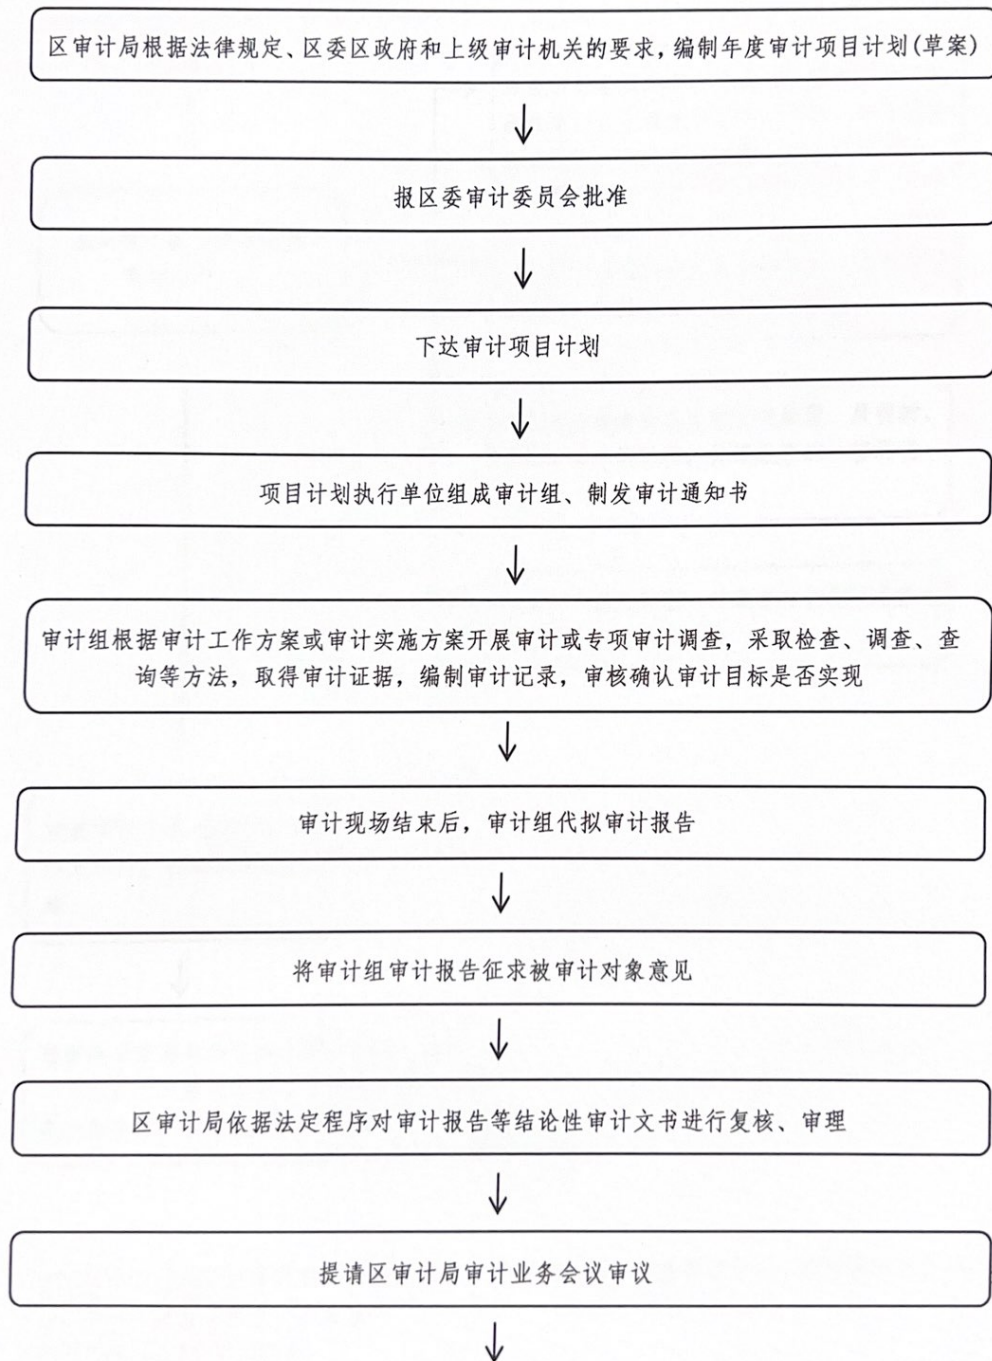 区审计局根据法律规定、区委区政府和上级审计机关的要求,编制年度审计项目计划(草案)
报区委审计委员会批准
下达审计项目计划
项目计划执行单位组成审计组、制发审计通知书
审计组根据审计工作方案或审计实施方案开展审计或专项审计调查，采取检查、调查、查
询等方法，取得审计证据，编制审计记录，审核确认审计目标是否实现
审计现场结束后，审计组代拟审计报告
将审计组审计报告征求被审计对象意见
区审计局依据法定程序对审计报告等结论性审计文书进行复核、审理
提请区审计局审计业务会议审议